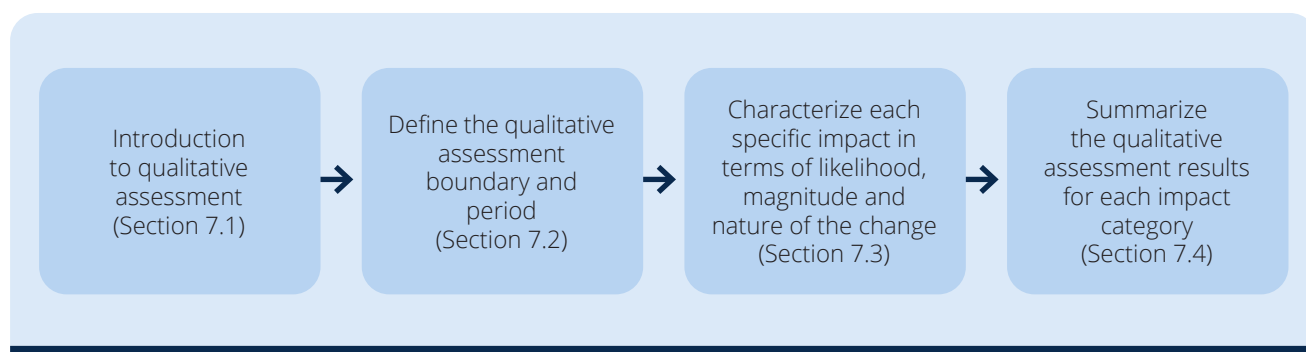 Introduction
to qualitative
assessment
(Section 7.1)
Define the qualitative
assessment
boundary and
period
(Section 7.2)
Characterize each
specific impact in
terms of likelihood,
magnitude and
nature of the change
(Section 7.3)
Summarize
the qualitative
assessment results
for each impact
category
(Section 7.4)